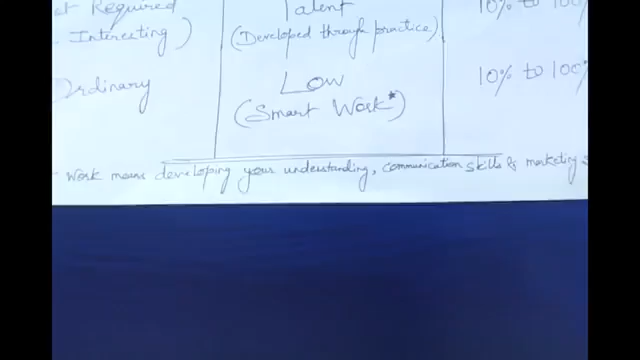 Required Talent 10% to 100
Interesting) (Developed through practice)
Ordinary Low 10% to 100%
(Smart Work*)
Work means developing your understanding, communication skills & marketing